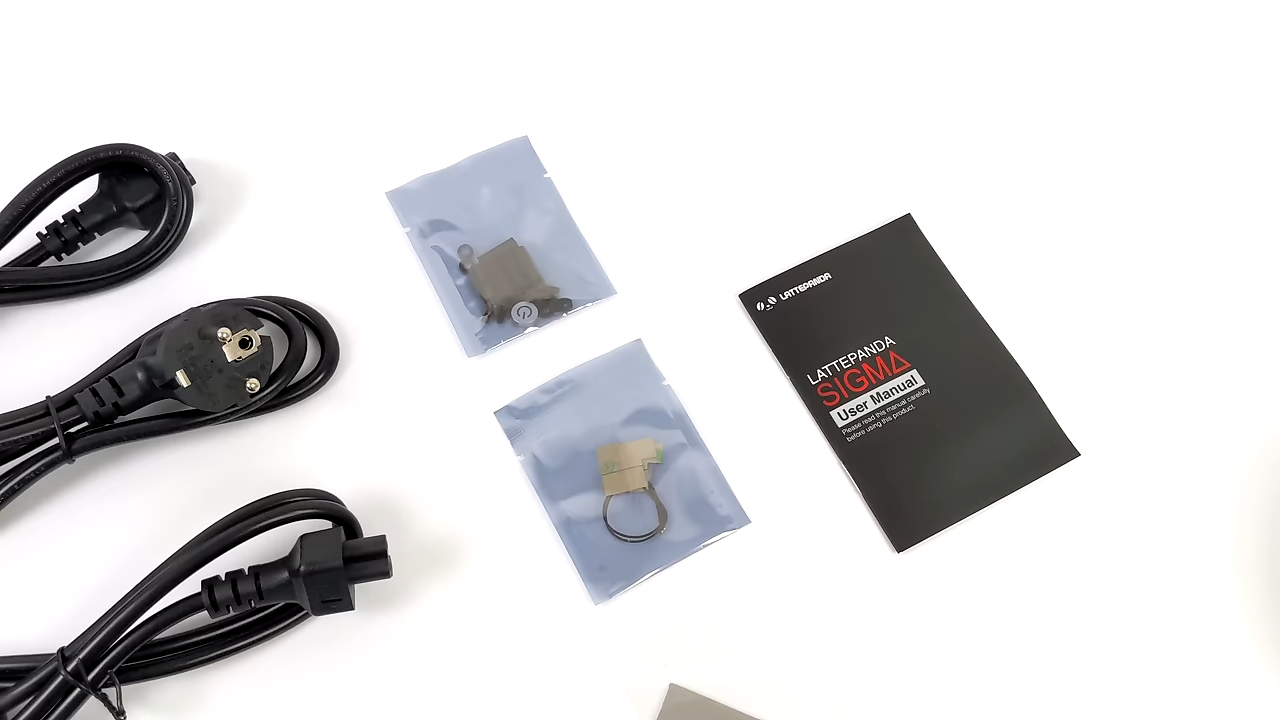 LATTEPANDA
LATTEPANDA
SIGMA
User Manual
Please read this manual carefully
before using this product.